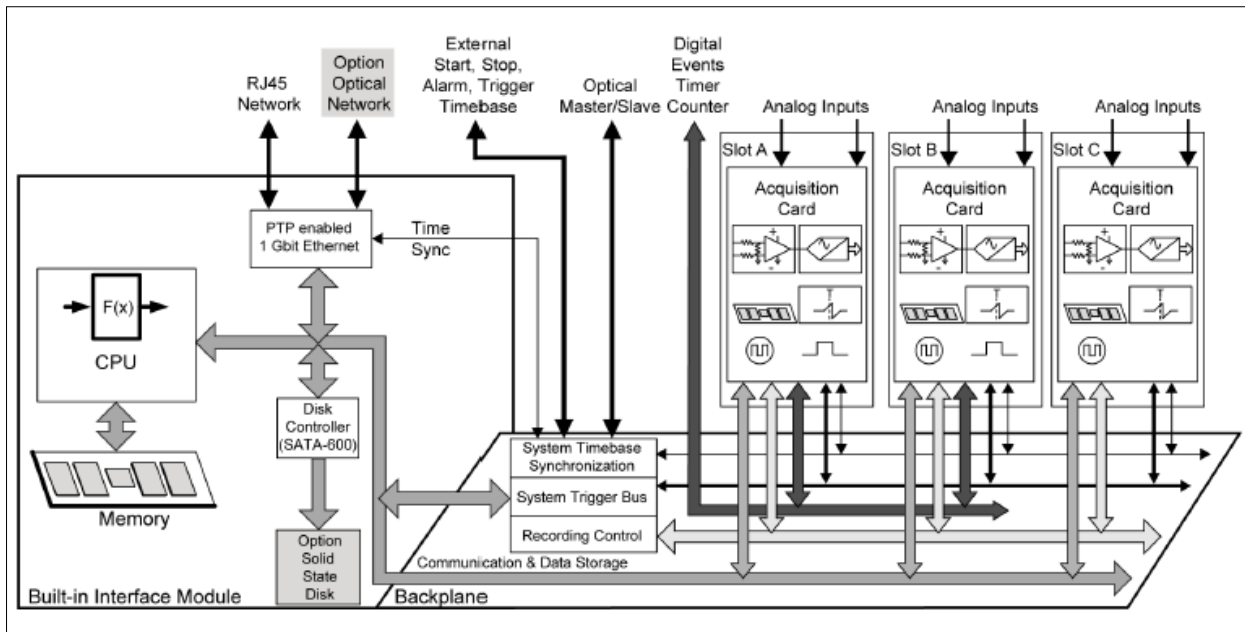 RJ45
Network
Option
Optical
Network
External
Start, Stop,
Alarm, Trigger
Timebase
Optical
Master/Slave
Digital
Events
Timer
Counter
Analog Inputs
Analog Inputs
Analog Inputs
Slot A
Acquisition
Card
T
Slot B
Acquisition
Card
T
Slot C
Acquisition
Card
T
PTP enabled
1 Gbit Ethernet
Time
Sync
F(x)
CPU
Memory
Disk
Controller
(SATA-600)
Option
Solid
State
Disk
Built-in Interface Module
System Timebase
Synchronization
System Trigger Bus
Recording Control
Communication & Data Storage
Backplane